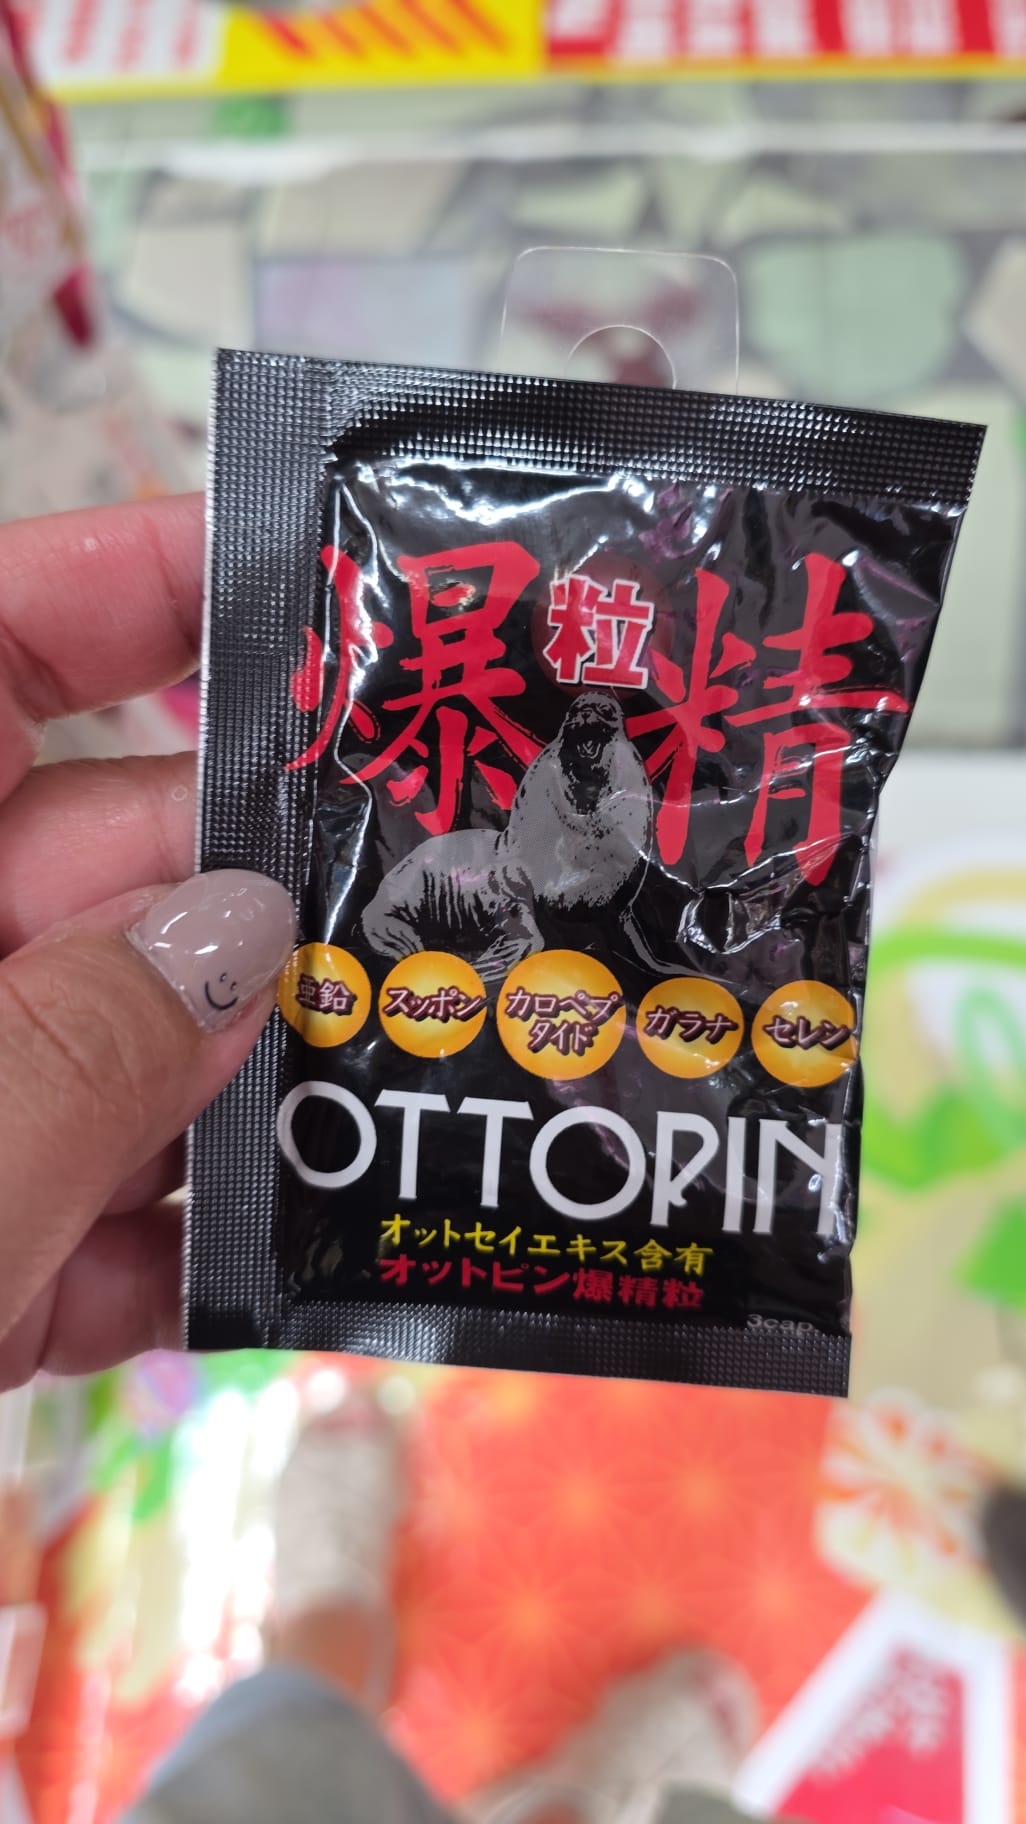 爆粒精
亜鉛 スッポン カロペプタイド ガラナ セレン
OTTOPIN
オットセイエキス含有
オットピン爆精粒
3cap.